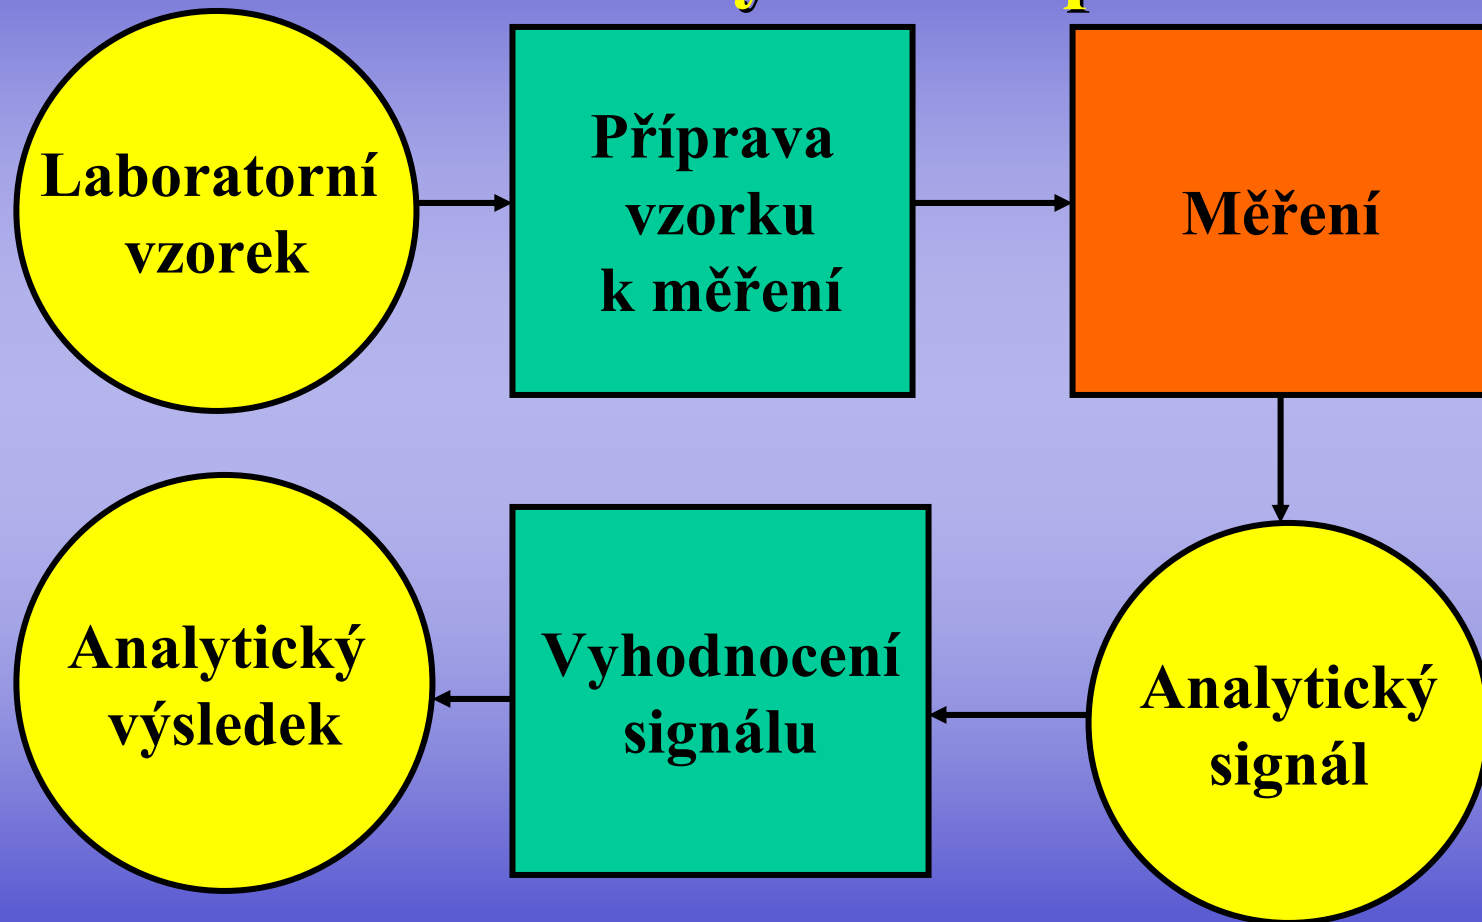 Laboratorní
vzorek
Příprava
vzorku
k měření
Měření
Analytický
signál
Vyhodnocení
signálu
Analytický
výsledek